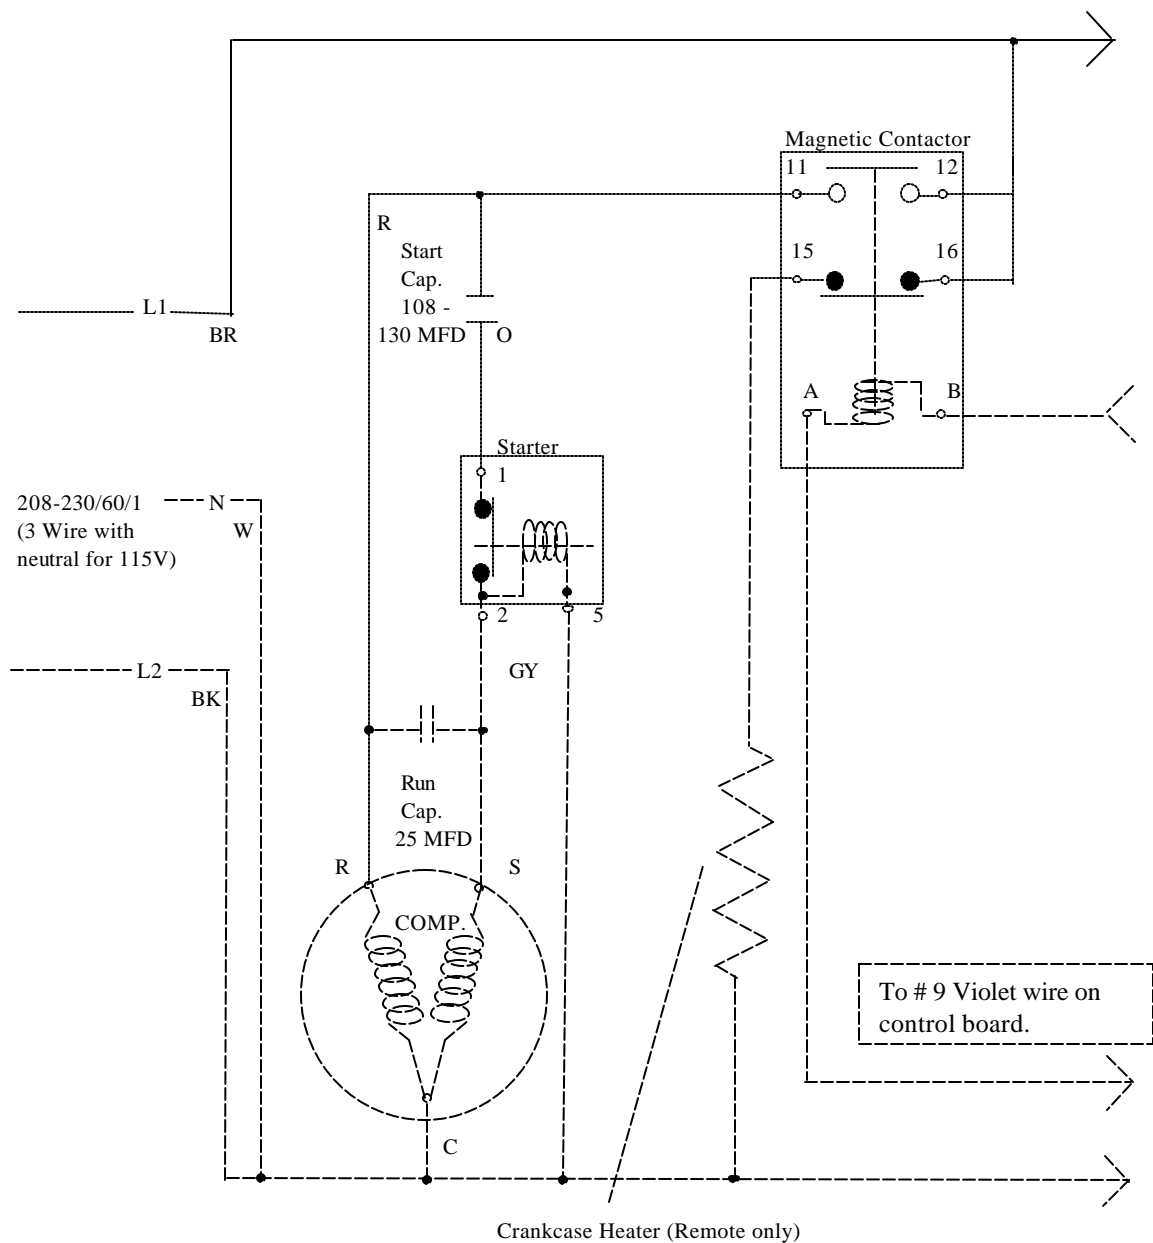 Magnetic Contactor
11
12
R
Start
Cap.
108 -
130 MFD
O
15
16
L1
BR
A
B
Starter
1
208-230/60/1
(3 Wire with
neutral for 115V)
N
W
2
5
L2
BK
GY
Run
Cap.
25 MFD
R
S
COMP.
To # 9 Violet wire on
control board.
C
Crankcase Heater (Remote only)